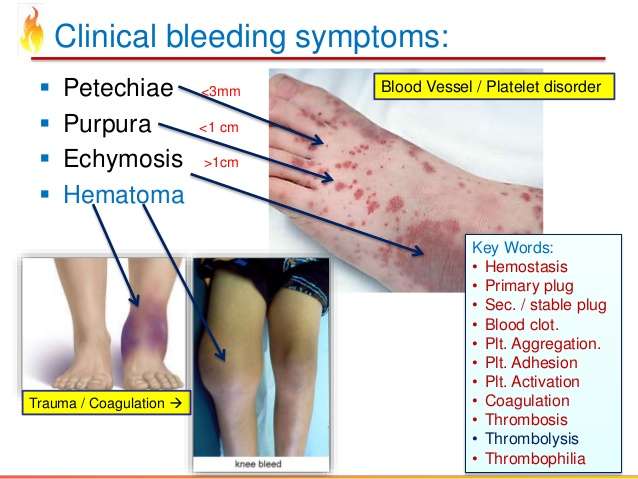 Clinical bleeding symptoms:
▪ Petechiae <3mm
▪ Purpura <1 cm
▪ Echymosis >1cm
▪ Hematoma
Blood Vessel / Platelet disorder
Key Words:
• Hemostasis
• Primary plug
• Sec. / stable plug
• Blood clot.
• Plt. Aggregation.
• Plt. Adhesion
• Plt. Activation
• Coagulation
• Thrombosis
• Thrombolysis
• Thrombophilia
Trauma / Coagulation →
knee bleed